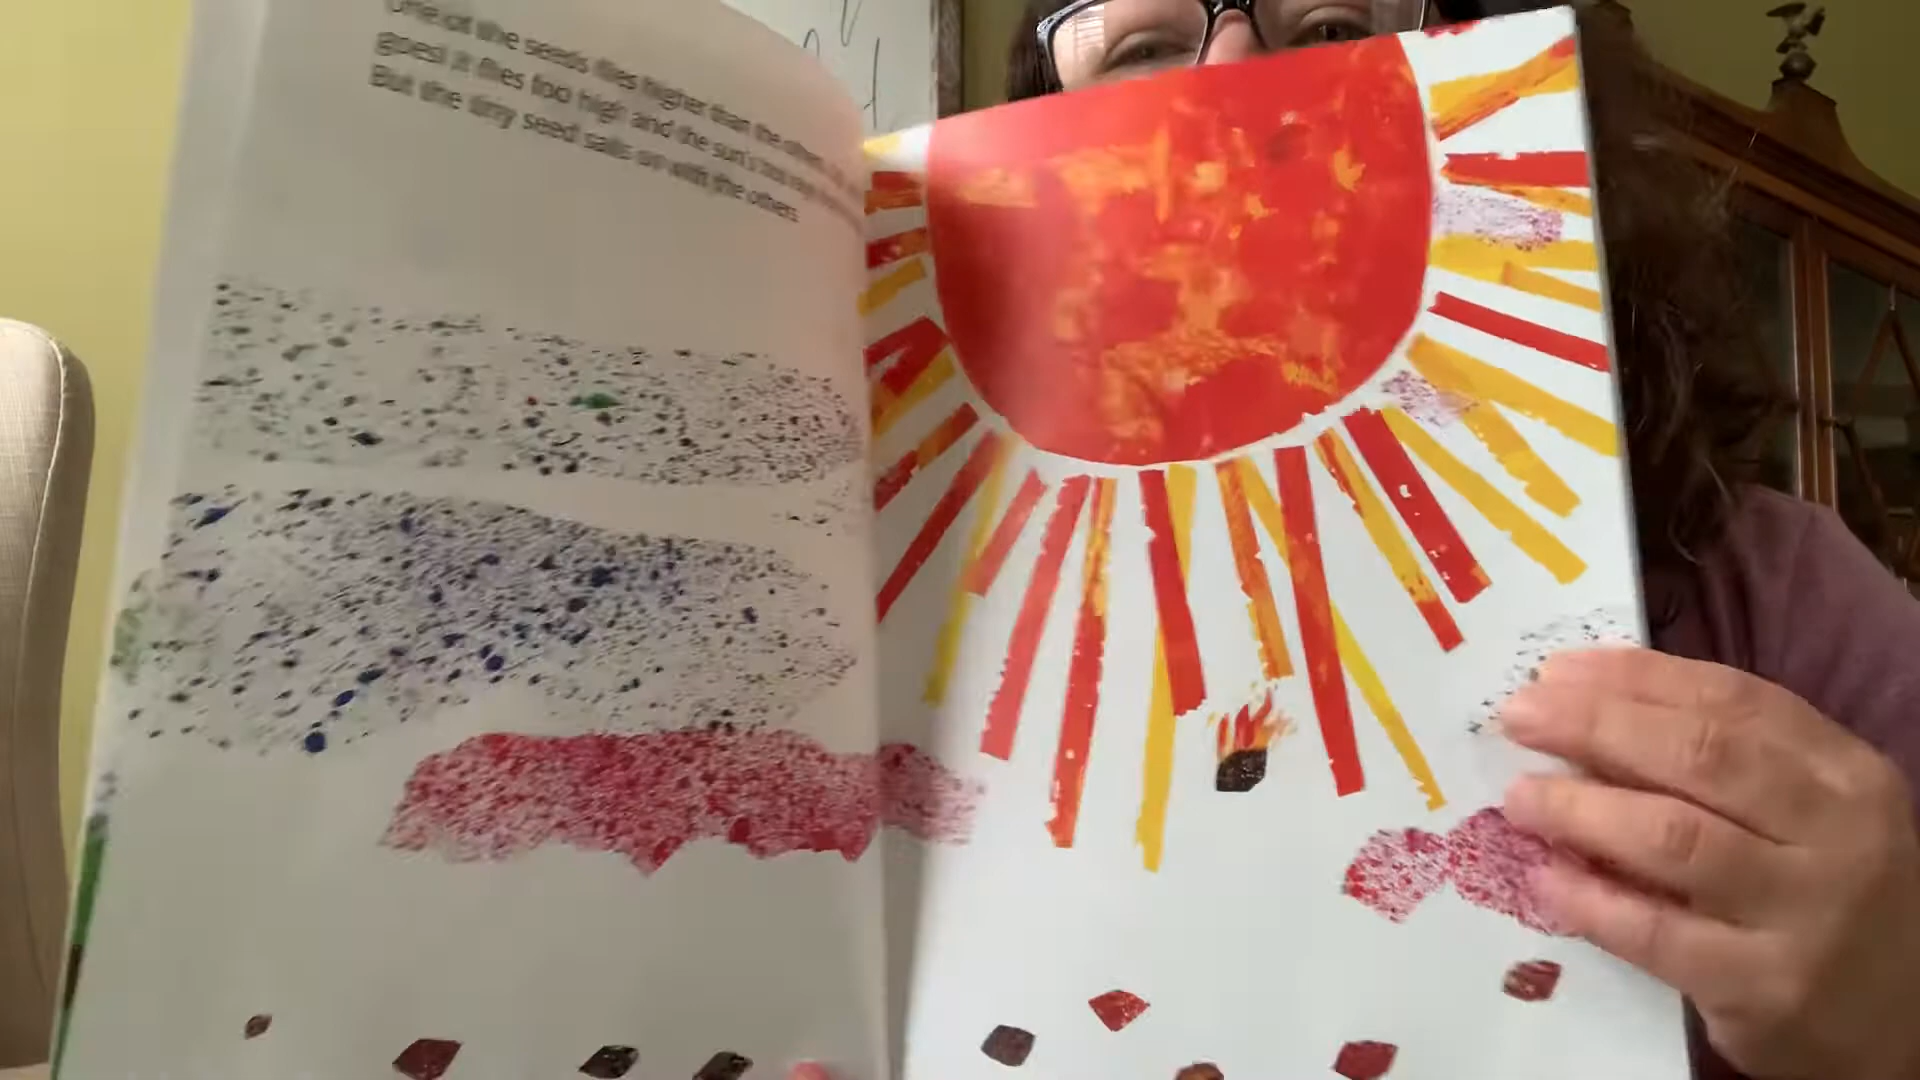 One of the seeds flies higher than the others.
goes! It flies too high and the sun's hot rays
But the tiny seed sails on with the others.